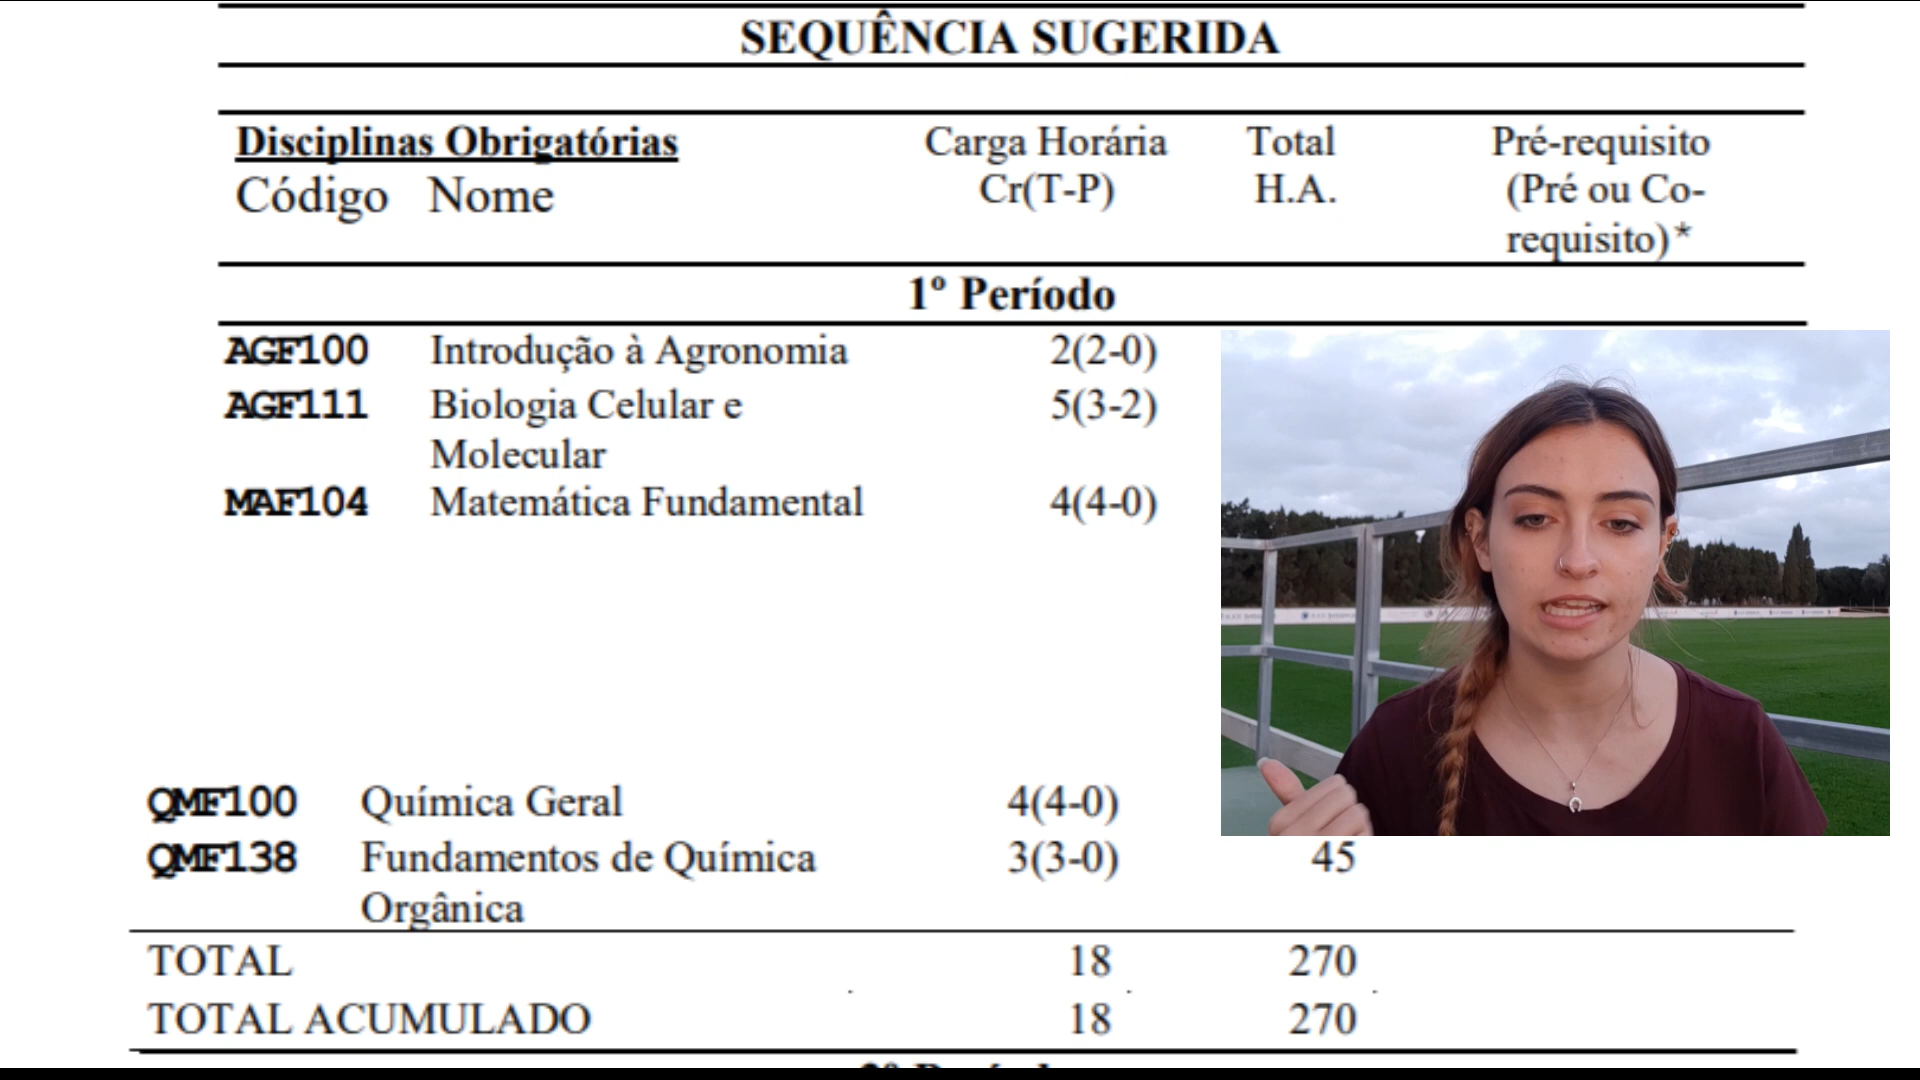 SEQUÊNCIA SUGERIDA
Disciplinas Obrigatórias Carga Horária Total Pré-requisito
Código Nome Cr(T-P) H.A. (Pré ou Co-
requisito)*
1º Período
AGF100 Introdução à Agronomia 2(2-0)
AGF111 Biologia Celular e 5(3-2)
Molecular
MAF104 Matemática Fundamental 4(4-0)
QMF100 Química Geral 4(4-0)
QMF138 Fundamentos de Química 3(3-0) 45
Orgânica
TOTAL 18 270
TOTAL ACUMULADO 18 270